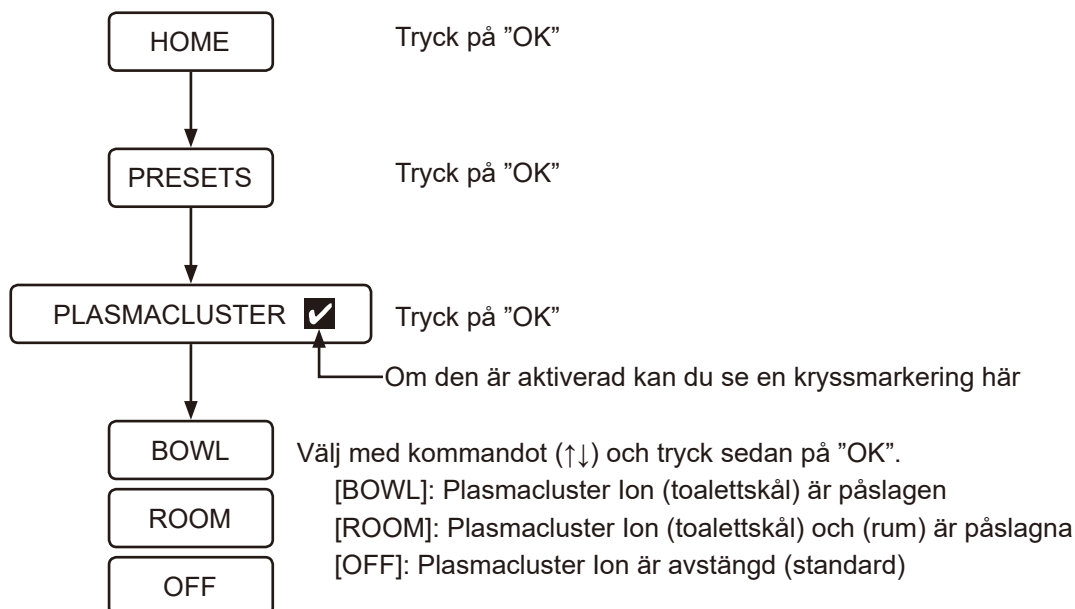 HOME
Tryck på ”OK”
PRESETS
Tryck på ”OK”
PLASMACLUSTER ✔
Tryck på ”OK”
Om den är aktiverad kan du se en kryssmarkering här
BOWL
Välj med kommandot (↑↓) och tryck sedan på ”OK”.
[BOWL]: Plasmacluster Ion (toalettskål) är påslagen
ROOM
[ROOM]: Plasmacluster Ion (toalettskål) och (rum) är påslagna
[OFF]: Plasmacluster Ion är avstängd (standard)
OFF